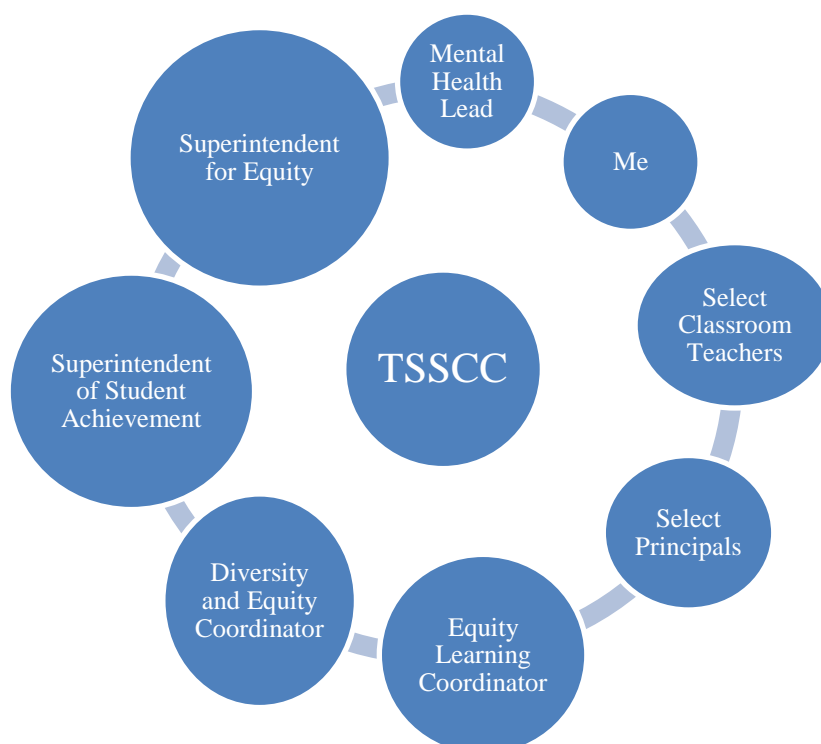 Mental
Health
Lead
Me
Superintendent
for Equity
Select
Classroom
Teachers
TSSCC
Superintendent
of Student
Achievement
Select
Principals
Diversity
and Equity
Coordinator
Equity
Learning
Coordinator